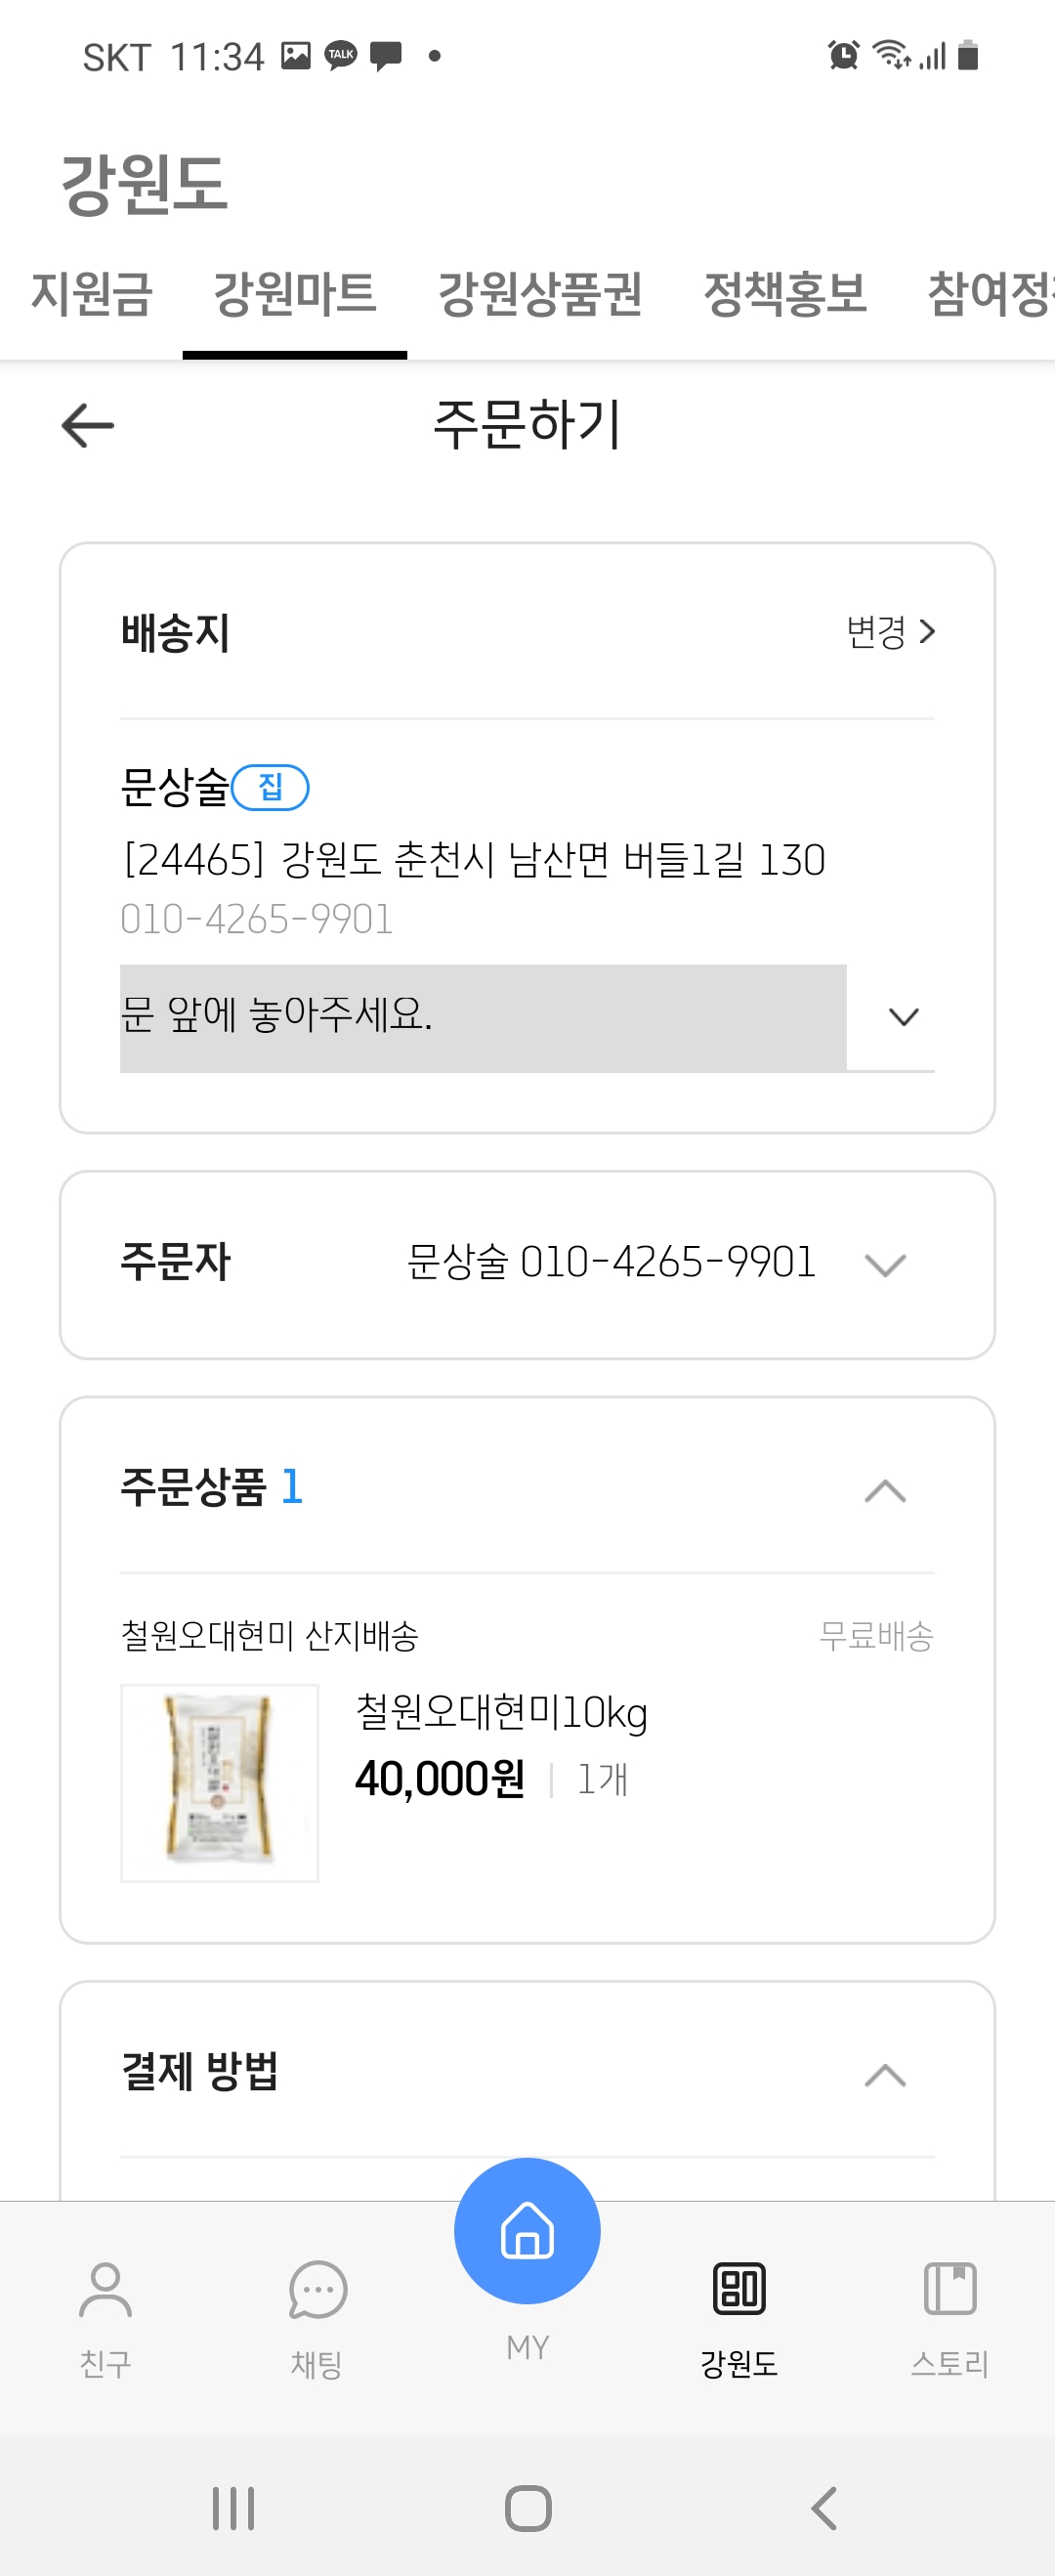 SKT 11:34 TALK
강원도
지원금 강원마트 강원상품권 정책홍보 참여정
주문하기
배송지 변경
문상술 집
[24465] 강원도 춘천시 남산면 버들1길 130
010-4265-9901
문 앞에 놓아주세요.
주문자 문상술 010-4265-9901
주문상품 1
철원오대현미 산지배송 무료배송
철원오대현미10kg
40,000원 1개
결제 방법
친구 채팅 MY 강원도 스토리